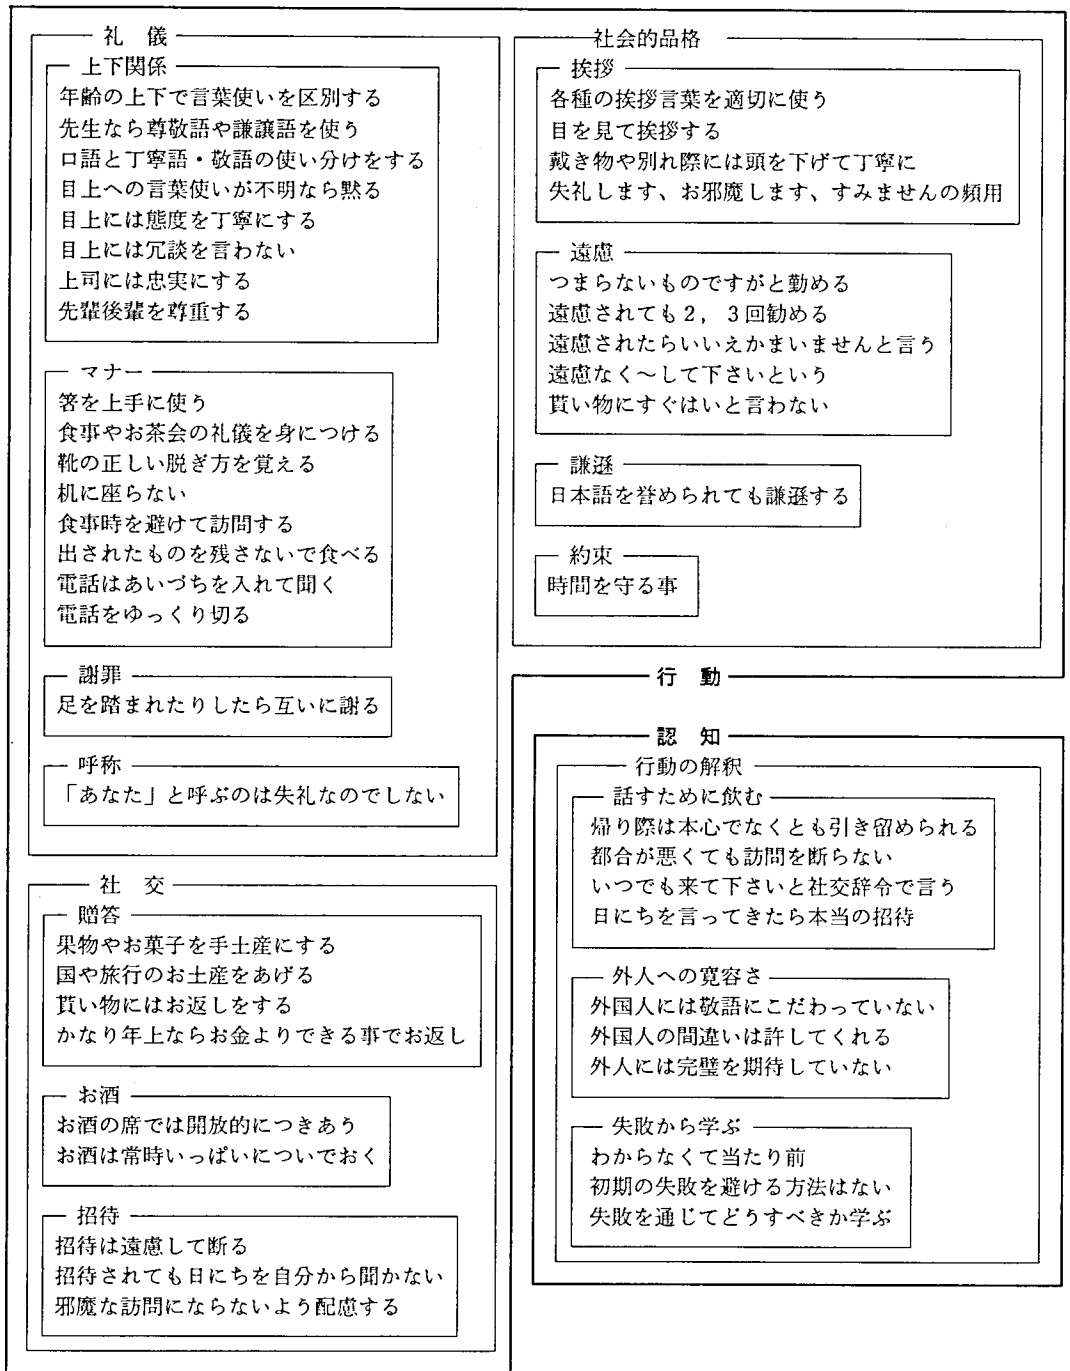 礼 儀
上下関係
年齢の上下で言葉使いを区別する
先生なら尊敬語や謙譲語を使う
口語と丁寧語・敬語の使い分けをする
目上への言葉使いが不明なら黙る
目上には態度を丁寧にする
目上には冗談を言わない
上司には忠実にする
先輩後輩を尊重する
マナー
箸を上手に使う
食事やお茶会の礼儀を身につける
靴の正しい脱ぎ方を覚える
机に座らない
食事時を避けて訪問する
出されたものを残さないで食べる
電話はあいづちを入れて聞く
電話をゆっくり切る
謝罪
足を踏まれたりしたら互いに謝る
呼称
「あなた」と呼ぶのは失礼なのでしない
社 交
贈答
果物やお菓子を手土産にする
国や旅行のお土産をあげる
貰い物にはお返しをする
かなり年上ならお金よりできる事でお返し
お酒
お酒の席では開放的につきあう
お酒は常時いっぱいについでおく
招待
招待は遠慮して断る
招待されても日にちを自分から聞かない
邪魔な訪問にならないよう配慮する
社会的品格
挨拶
各種の挨拶言葉を適切に使う
目を見て挨拶する
戴き物や別れ際には頭を下げて丁寧に
失礼します、お邪魔します、すみませんの頻用
遠慮
つまらないものですがと勤める
遠慮されても2,3回勧める
遠慮されたらいいえかまいませんと言う
遠慮なく~して下さいという
貰い物にすぐはいと言わない
謙遜
日本語を誉められても謙遜する
約束
時間を守る事
行 動
認 知
行動の解釈
話すために飲む
帰り際は本心でなくとも引き留められる
都合が悪くても訪問を断らない
いつでも来て下さいと社交辞令で言う
日にちを言ってきたら本当の招待
外人への寛容さ
外国人には敬語にこだわっていない
外国人の間違いは許してくれる
外人には完璧を期待していない
失敗から学ぶ
わからなくて当たり前
初期の失敗を避ける方法はない
失敗を通じてどうすべきか学ぶ